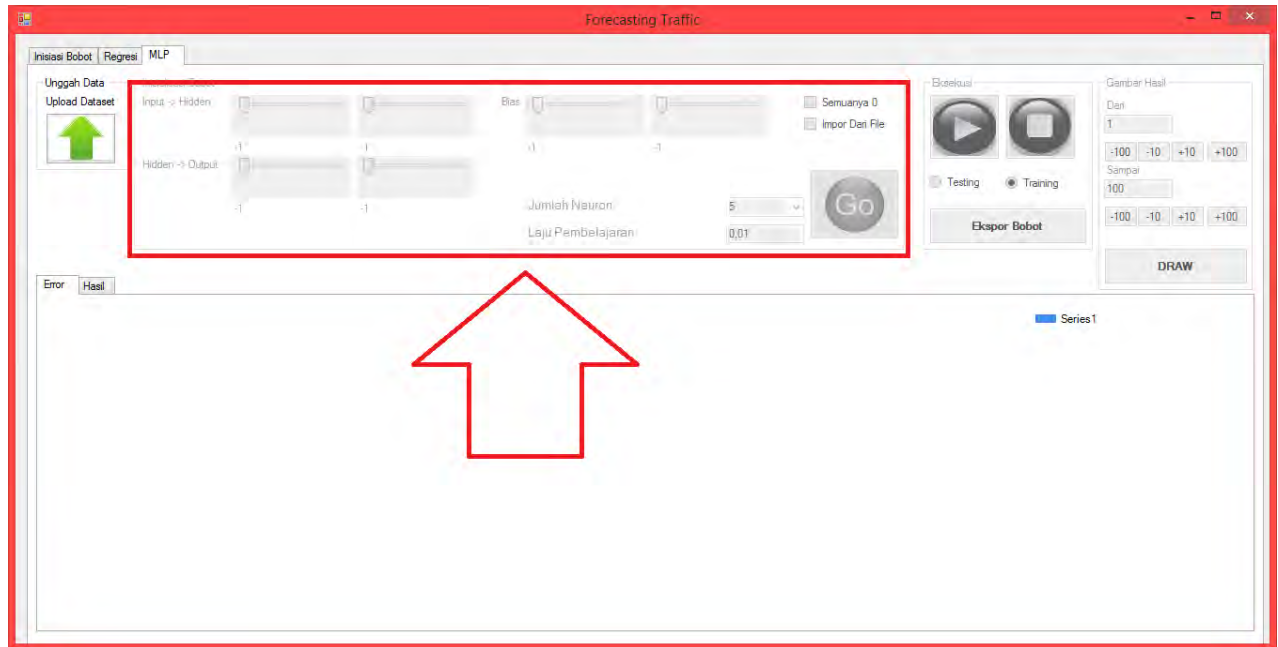 Forecasting Traffic
Inisiasi Bobot
Regresi
MLP
Unggah Data
Upload Dataset
Input -> Hidden
-1
-1
Hidden -> Output
-1
-1
Bias
-1
-1
Semuanya 0
Impor Dari File
Jumlah Neuron
5
Laju Pembelajaran
0,01
Go
Eksekusi
Testing
Training
Ekspor Bobot
Gambar Hasil
Dari
1
-100 -10 +10 +100
Sampai
100
-100 -10 +10 +100
DRAW
Error
Hasil
Series1